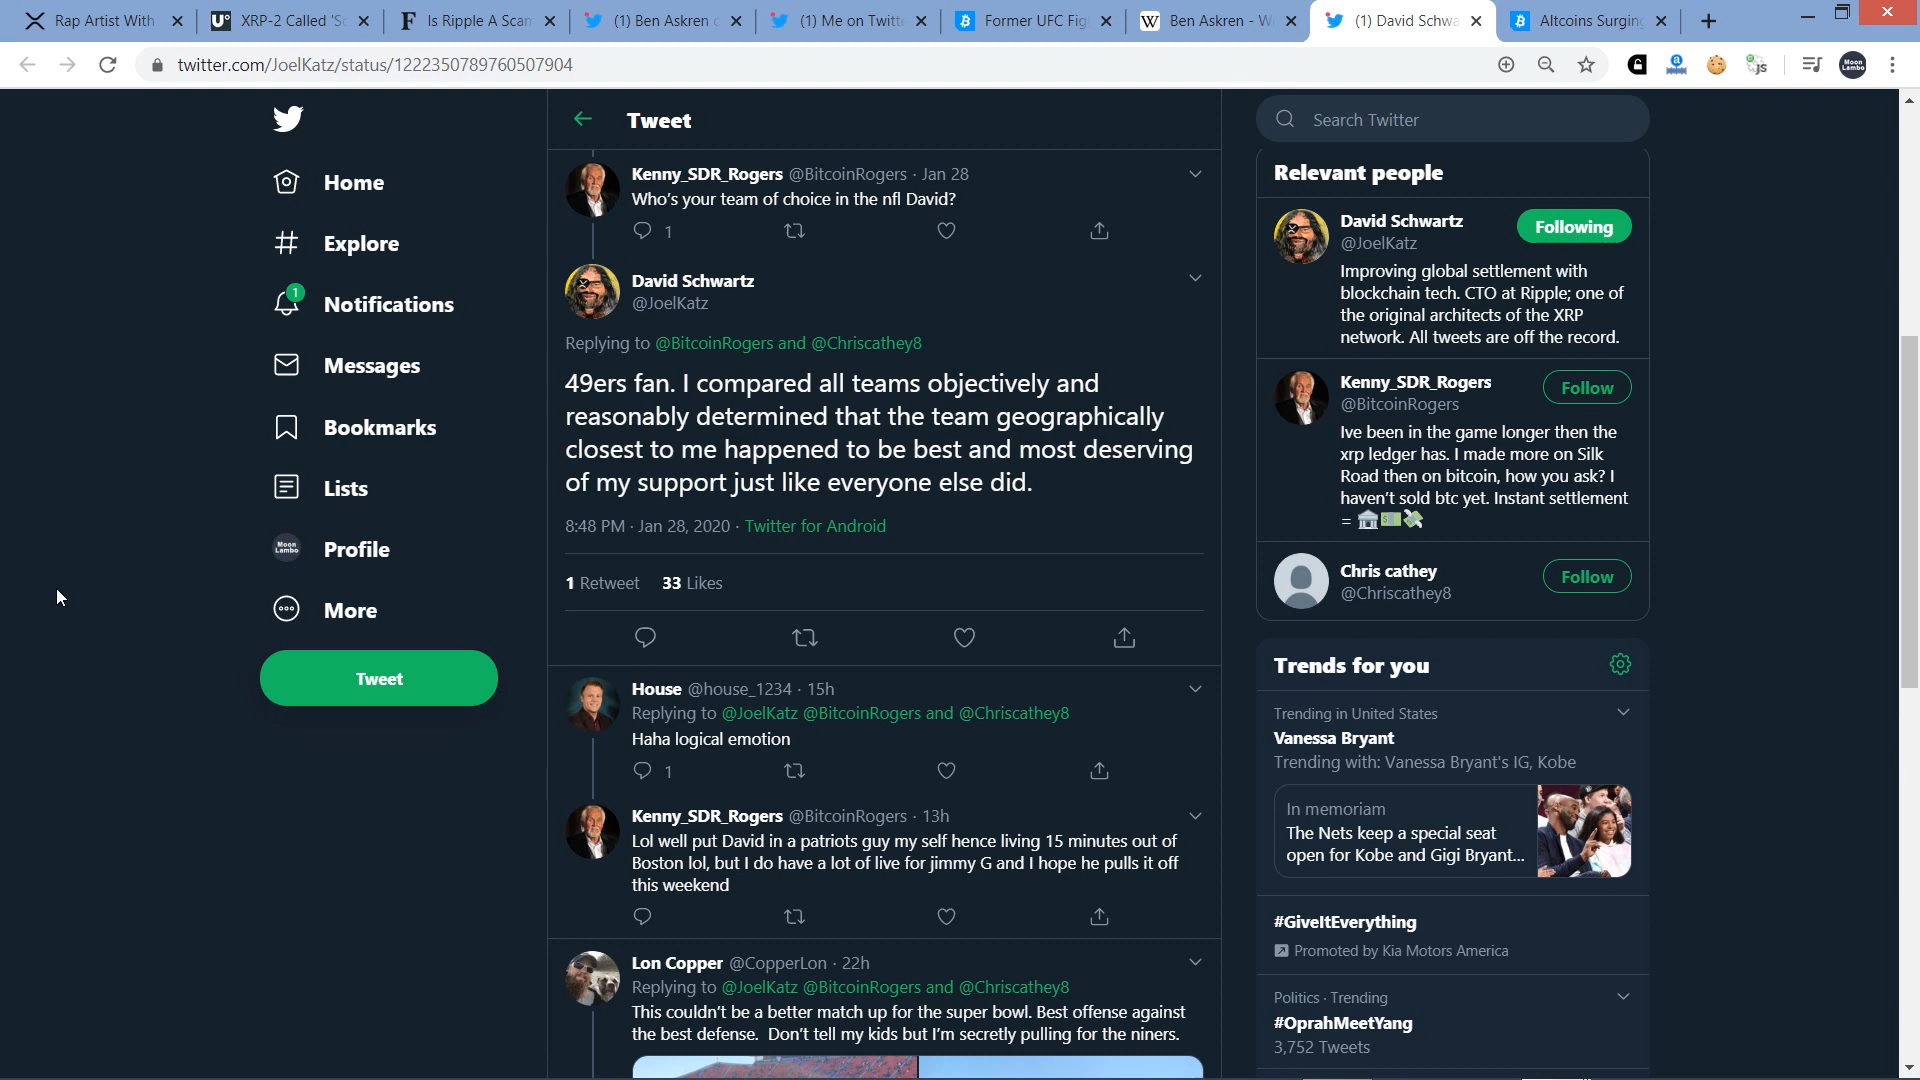 Rap Artist With
XRP-2 Called 'Sc
Is Ripple A Scam
(1) Ben Askren o
(1) Me on Twitte
Former UFC Fig
Ben Askren - W
(1) David Schwa
Altcoins Surging
twitter.com/JoelKatz/status/1222350789760507904
Moon
Lambo
Home
Explore
1
Notifications
Messages
Bookmarks
Lists
Moon
Lambo
Profile
More
Tweet
Tweet
Kenny_SDR_Rogers @BitcoinRogers · Jan 28
Who's your team of choice in the nfl David?
1
David Schwartz
@JoelKatz
Replying to @BitcoinRogers and @Chriscathey8
49ers fan. I compared all teams objectively and
reasonably determined that the team geographically
closest to me happened to be best and most deserving
of my support just like everyone else did.
8:48 PM · Jan 28, 2020 · Twitter for Android
1 Retweet 33 Likes
House @house_1234 · 15h
Replying to @JoelKatz @BitcoinRogers and @Chriscathey8
Haha logical emotion
1
Kenny_SDR_Rogers @BitcoinRogers · 13h
Lol well put David in a patriots guy my self hence living 15 minutes out of
Boston lol, but I do have a lot of live for jimmy G and I hope he pulls it off
this weekend
Lon Copper @CopperLon · 22h
Replying to @JoelKatz @BitcoinRogers and @Chriscathey8
This couldn't be a better match up for the super bowl. Best offense against
the best defense. Don't tell my kids but I'm secretly pulling for the niners.
Search Twitter
Relevant people
David Schwartz
@JoelKatz
Following
Improving global settlement with
blockchain tech. CTO at Ripple; one of
the original architects of the XRP
network. All tweets are off the record.
Kenny_SDR_Rogers
@BitcoinRogers
Follow
Ive been in the game longer then the
xrp ledger has. I made more on Silk
Road then on bitcoin, how you ask? I
haven't sold btc yet. Instant settlement
=
Chris cathey
@Chriscathey8
Follow
Trends for you
Trending in United States
Vanessa Bryant
Trending with: Vanessa Bryant's IG, Kobe
In memoriam
The Nets keep a special seat
open for Kobe and Gigi Bryant...
#GiveItEverything
Promoted by Kia Motors America
Politics · Trending
#OprahMeetYang
3,752 Tweets